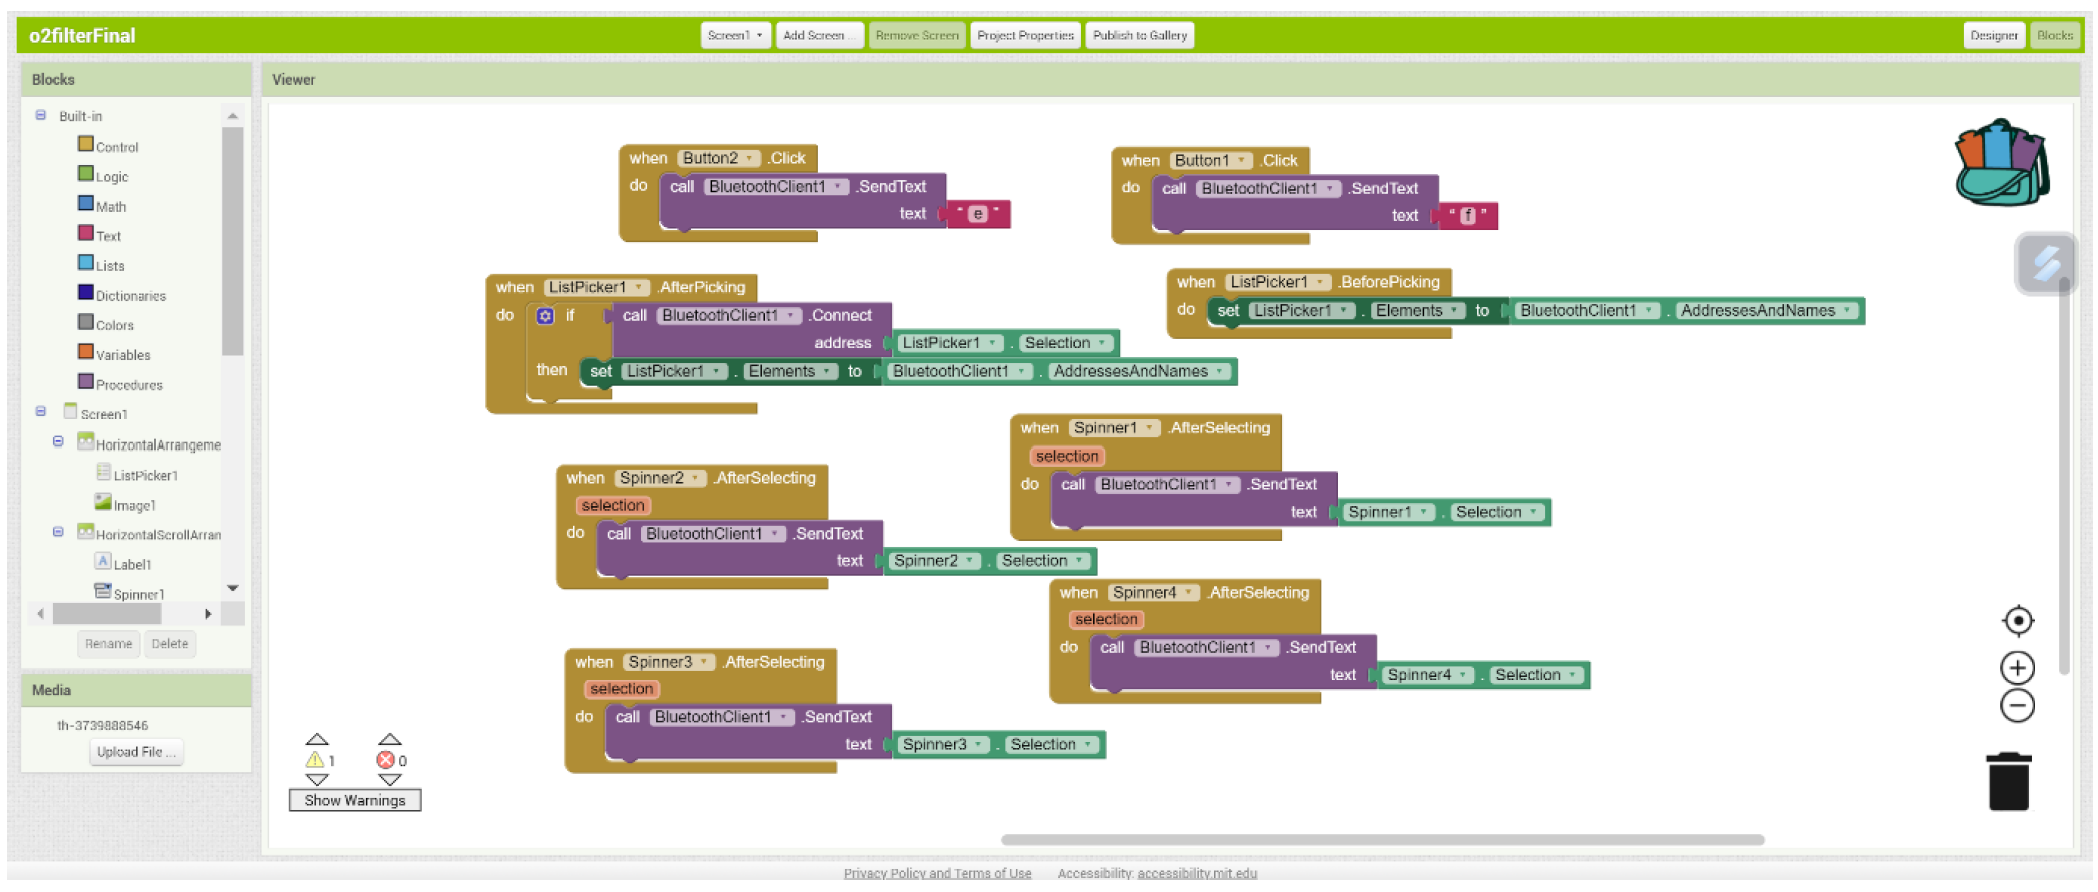 o2filterFinal
Screen1 Add Screen ... Remove Screen Project Properties Publish to Gallery
Designer Blocks
Blocks
Built-in
Control
Logic
Math
Text
Lists
Dictionaries
Colors
Variables
Procedures
Screen1
HorizontalArrangeme
ListPicker1
Image1
HorizontalScrollArran
Label1
Spinner1
Rename Delete
Media
th-3739888546
Upload File ...
Viewer
when Button2 .Click
do call BluetoothClient1 .SendText
text "e"
when Button1 .Click
do call BluetoothClient1 .SendText
text "f"
when ListPicker1 .AfterPicking
do if call BluetoothClient1 .Connect
address ListPicker1 . Selection
then set ListPicker1 . Elements to BluetoothClient1 . AddressesAndNames
when ListPicker1 .BeforePicking
do set ListPicker1 . Elements to BluetoothClient1 . AddressesAndNames
when Spinner1 .AfterSelecting
selection
do call BluetoothClient1 .SendText
text Spinner1 . Selection
when Spinner2 .AfterSelecting
selection
do call BluetoothClient1 .SendText
text Spinner2 . Selection
when Spinner4 .AfterSelecting
selection
do call BluetoothClient1 .SendText
text Spinner4 . Selection
when Spinner3 .AfterSelecting
selection
do call BluetoothClient1 .SendText
text Spinner3 . Selection
1 0
Show Warnings
Privacy Policy and Terms of Use Accessibility: accessibility.mit.edu